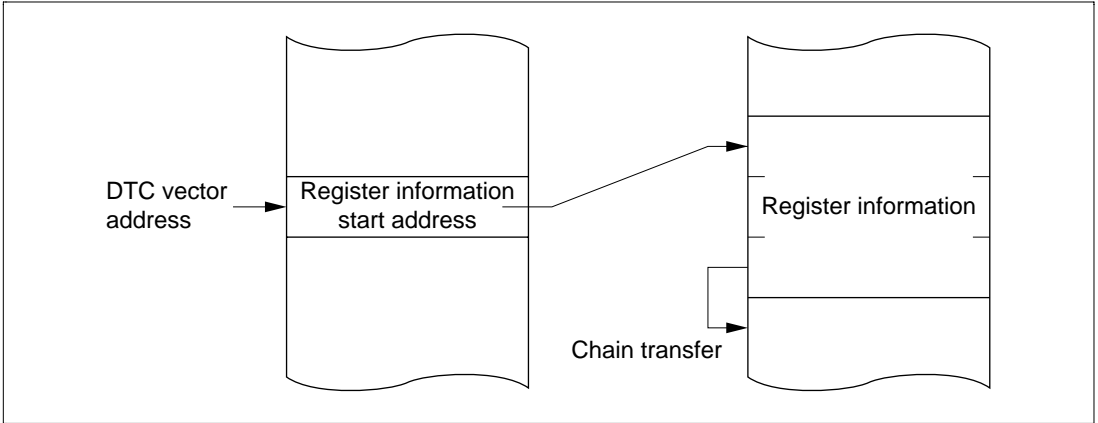 DTC vector
address
Register information
start address
Register information
Chain transfer